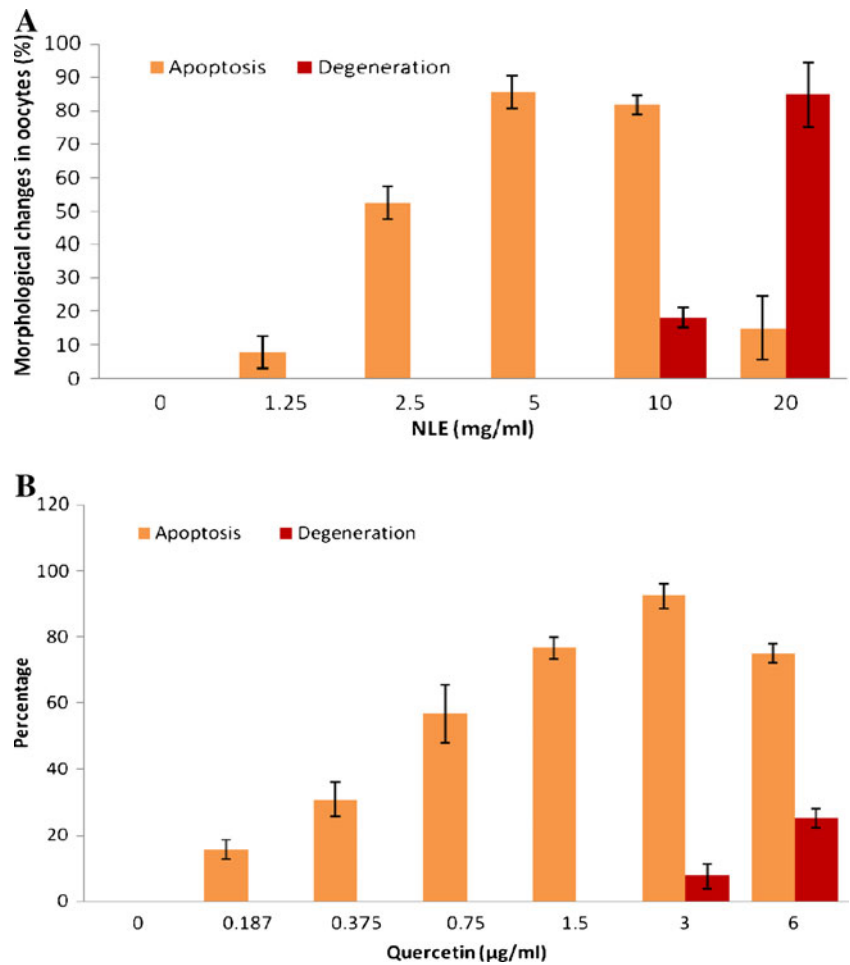 A
Morphological changes in oocytes (%)
100
90
80
70
60
50
40
30
20
10
0
Apoptosis Degeneration
0 1.25 2.5 5 10 20
NLE (mg/ml)
B
Percentage
120
100
80
60
40
20
0
Apoptosis Degeneration
0 0.187 0.375 0.75 1.5 3 6
Quercetin (µg/ml)